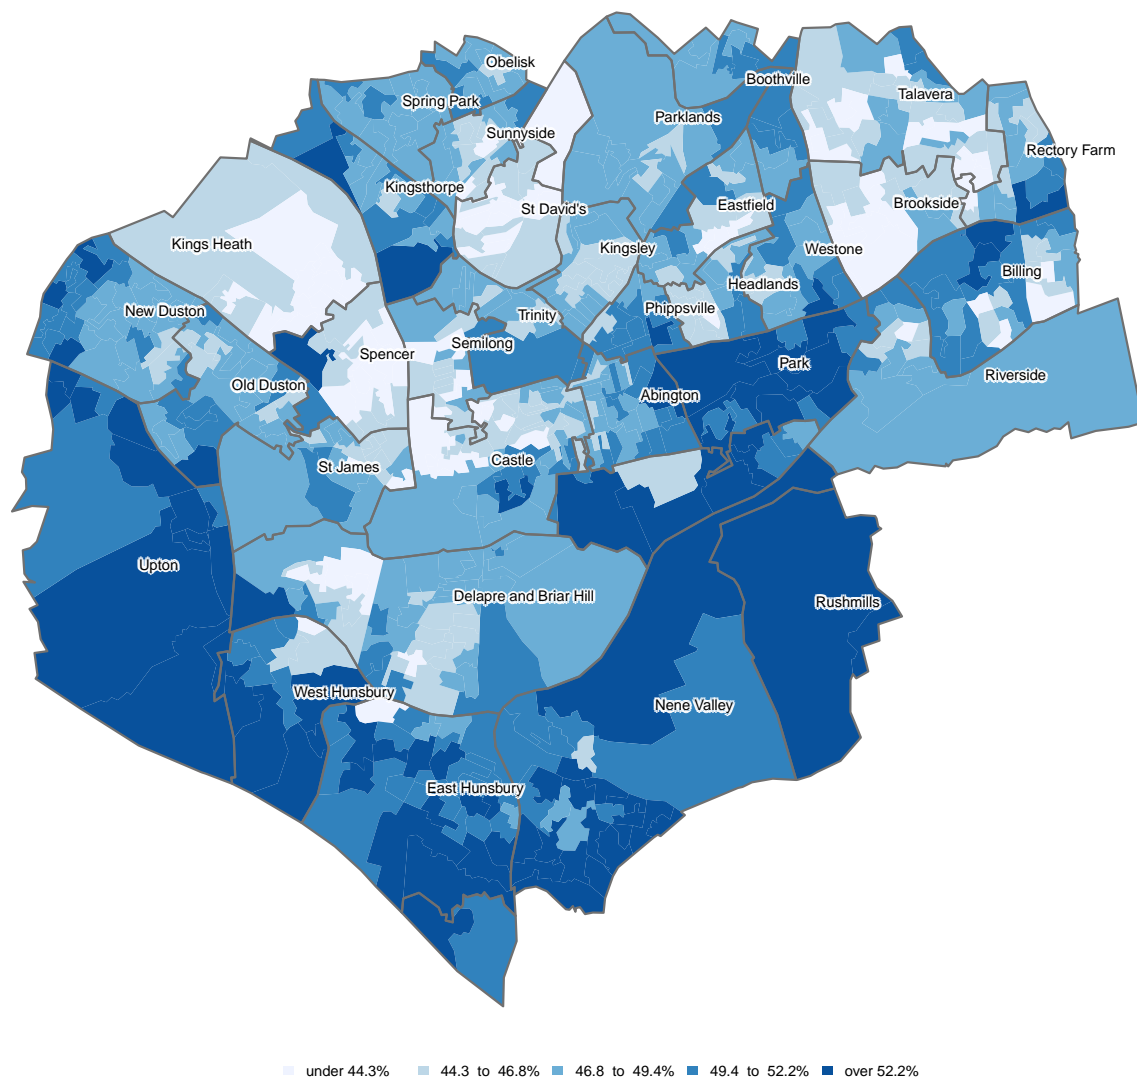 Obelisk
Boothville
Talavera
Spring Park
Parklands
Sunnyside
Rectory Farm
Kingsthorpe
Brookside
Eastfield
St David's
Kings Heath
Kingsley
Westone
Billing
Headlands
New Duston
Phippsville
Trinity
Semilong
Spencer
Park
Riverside
Old Duston
Abington
Castle
St James
Upton
Delapre and Briar Hill
Rushmills
West Hunsbury
Nene Valley
East Hunsbury
under 44.3% 44.3 to 46.8% 46.8 to 49.4% 49.4 to 52.2% over 52.2%